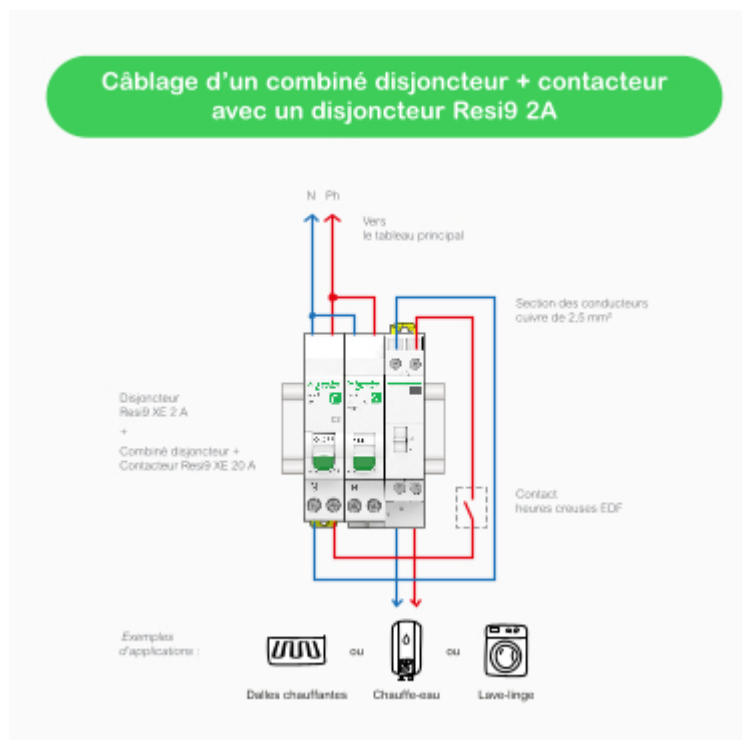 Câblage d'un combiné disjoncteur + contacteur
avec un disjoncteur Resi9 2A
N Ph
Vers
le tableau principal
Section des conducteurs
cuivre de 2,5 mm²
Disjoncteur
Resi9 XE 2 A
+
Combiné disjoncteur +
Contacteur Resi9 XE 20 A
N
N
Contact
heures creuses EDF
Exemples
d'applications :
ou
ou
Dalles chauffantes
Chauffe-eau
Lave-linge